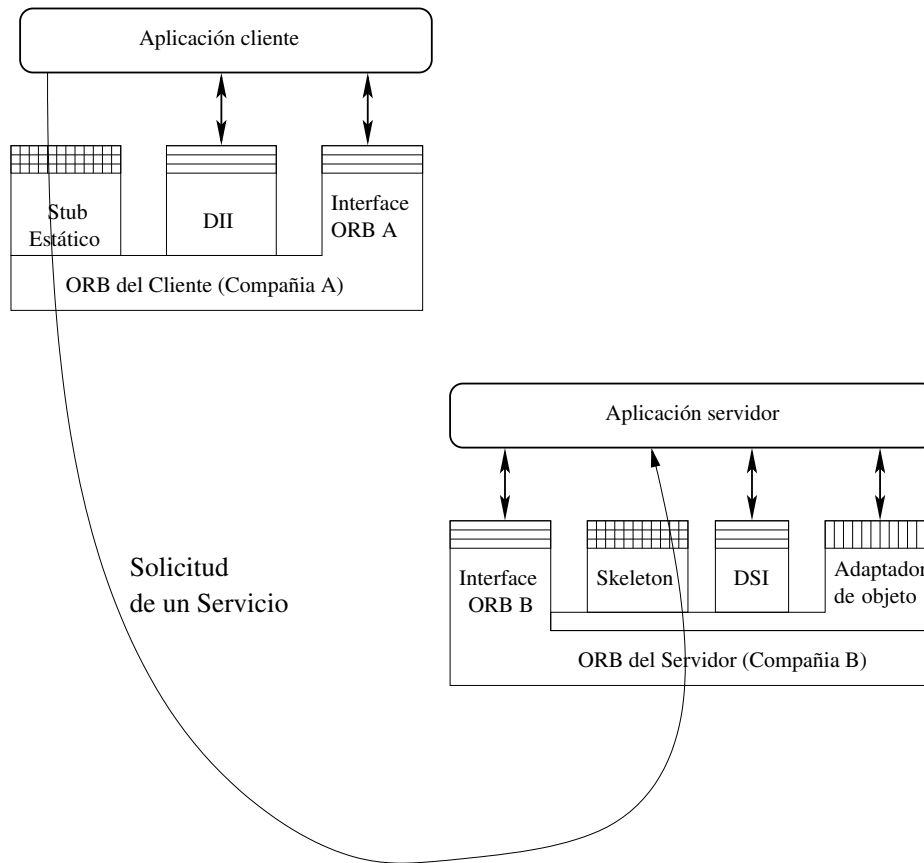 Aplicación cliente
Stub
Estático
DII
Interface
ORB A
ORB del Cliente (Compañia A)
Aplicación servidor
Solicitud
de un Servicio
Interface
ORB B
Skeleton
DSI
Adaptador
de objeto
ORB del Servidor (Compañia B)